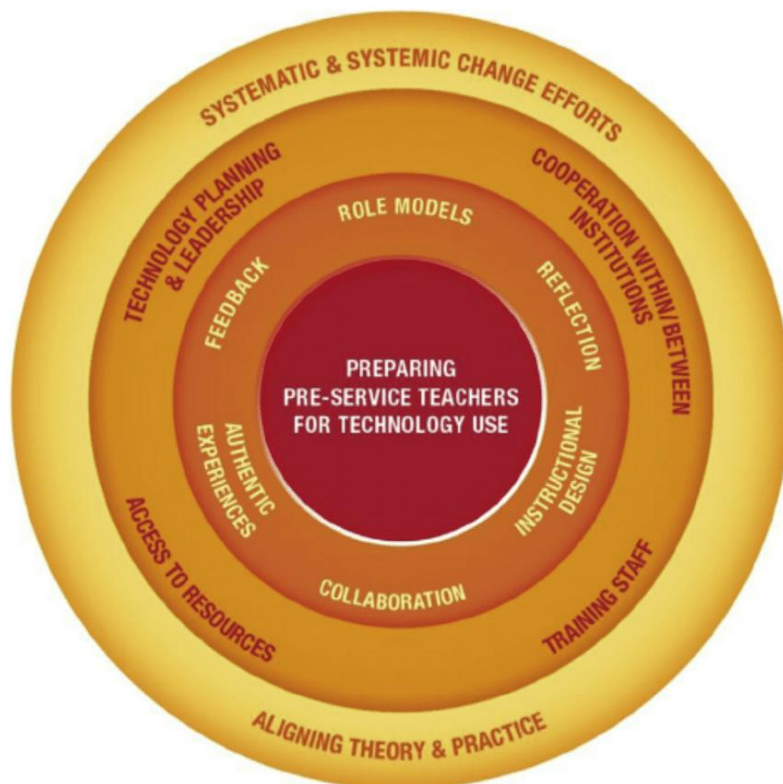 SYSTEMATIC & SYSTEMIC CHANGE EFFORTS
TECHNOLOGY PLANNING
& LEADERSHIP
COOPERATION WITHIN/BETWEEN
INSTITUTIONS
ROLE MODELS
FEEDBACK
REFLECTION
PREPARING
PRE-SERVICE TEACHERS
FOR TECHNOLOGY USE
AUTHENTIC
EXPERIENCES
INSTRUCTIONAL
DESIGN
COLLABORATION
ACCESS TO RESOURCES
TRAINING STAFF
ALIGNING THEORY & PRACTICE